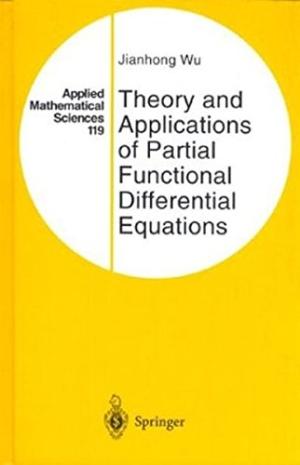 Jianhong Wu
Applied
Mathematical
Sciences
119
Theory and
Applications
of Partial
Functional
Differential
Equations
Springer